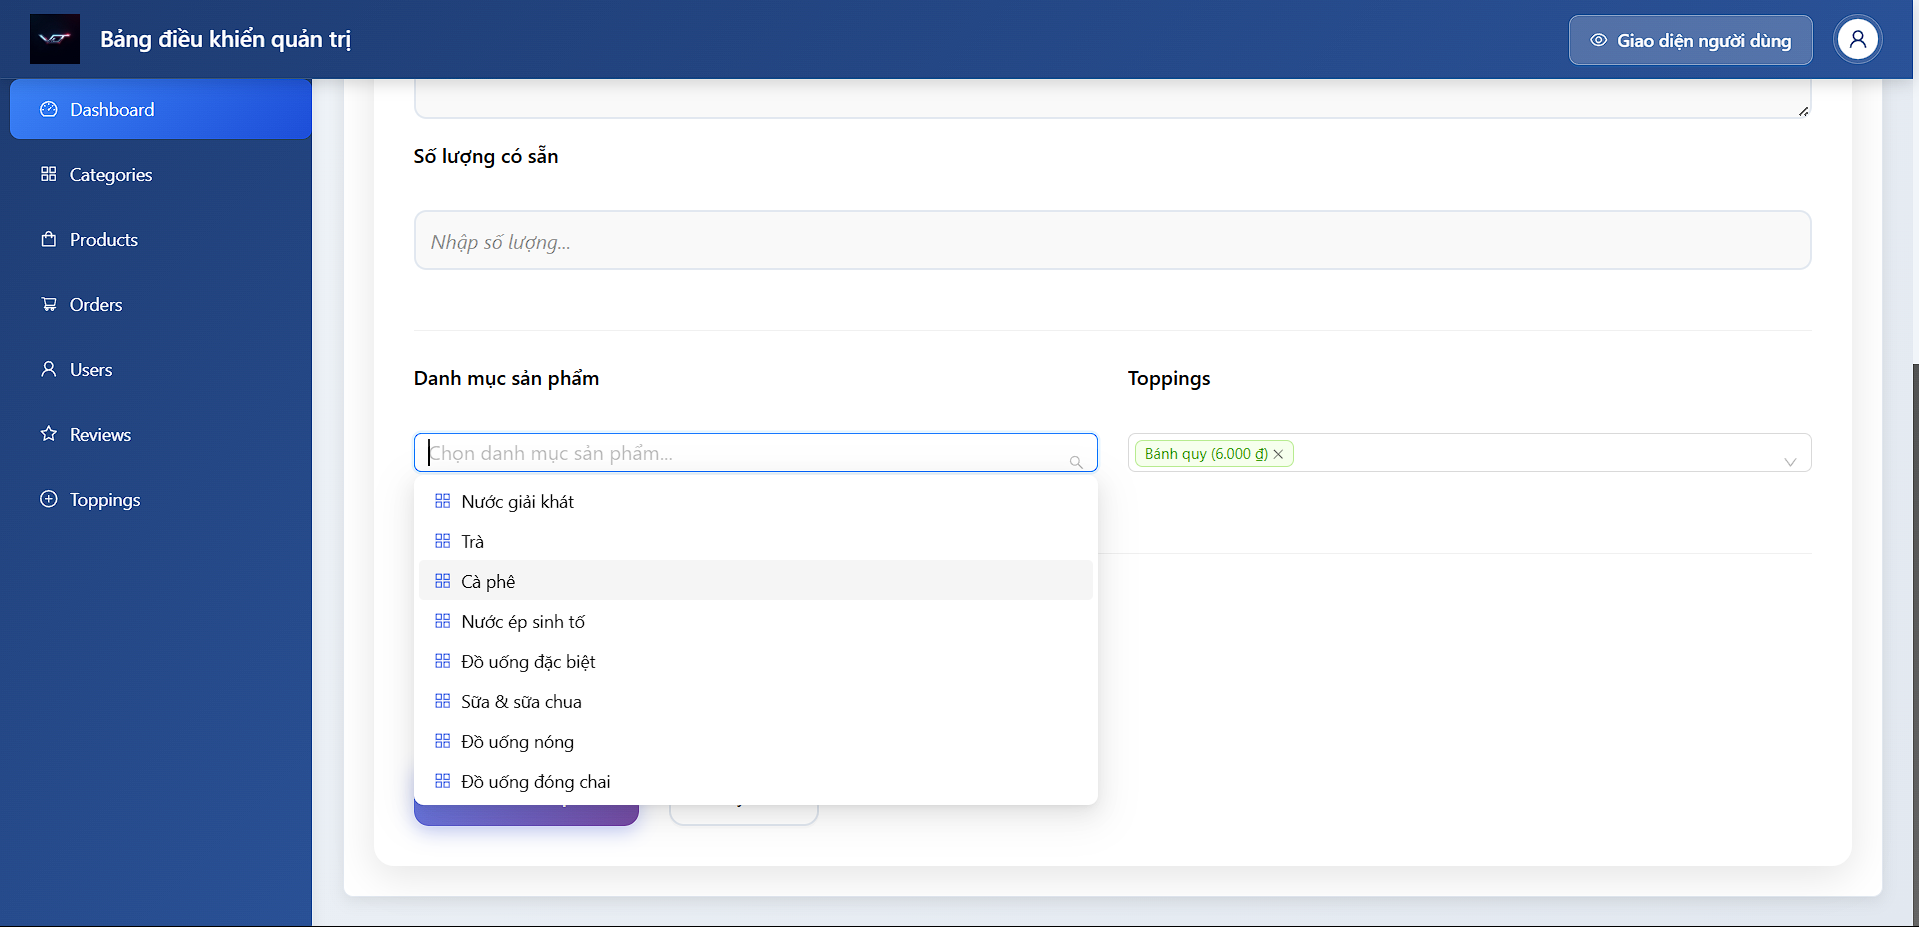 VT
Bảng điều khiển quản trị
Giao diện người dùng
Dashboard
Categories
Products
Orders
Users
Reviews
Toppings
Số lượng có sẵn
Nhập số lượng...
Danh mục sản phẩm
Toppings
Chọn danh mục sản phẩm...
Bánh quy (6.000 ₫)
Nước giải khát
Trà
Cà phê
Nước ép sinh tố
Đồ uống đặc biệt
Sữa & sữa chua
Đồ uống nóng
Đồ uống đóng chai